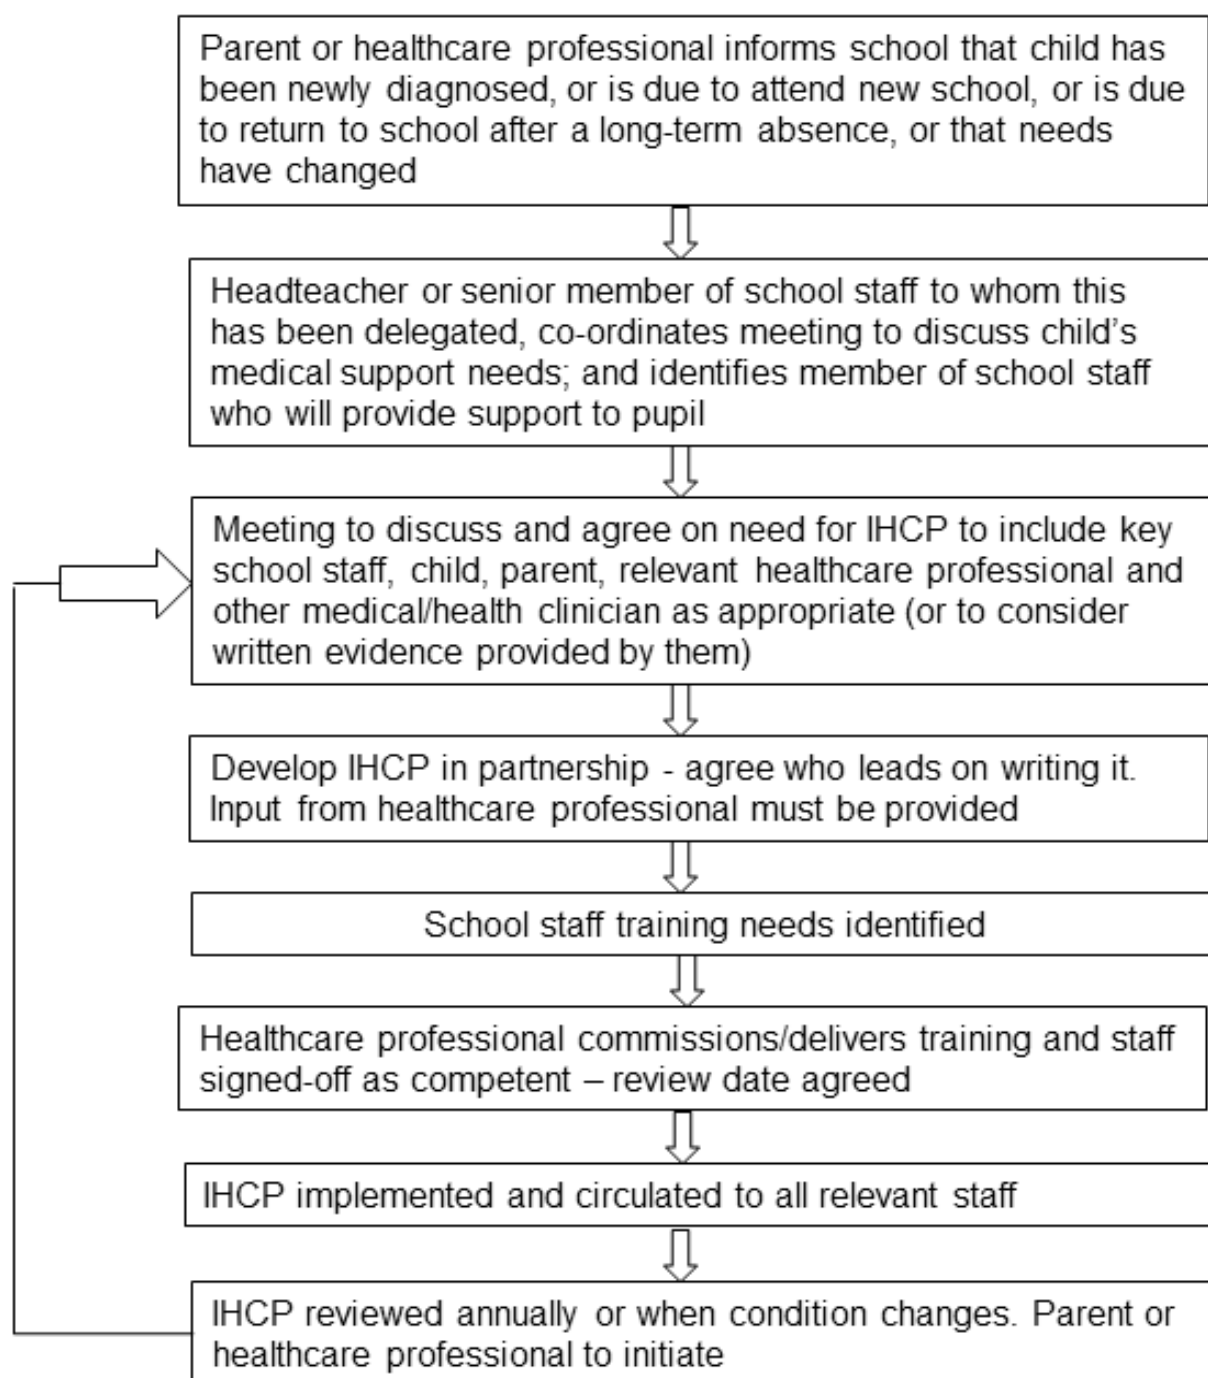 Parent or healthcare professional informs school that child has
been newly diagnosed, or is due to attend new school, or is due
to return to school after a long-term absence, or that needs
have changed
Headteacher or senior member of school staff to whom this
has been delegated, co-ordinates meeting to discuss child's
medical support needs; and identifies member of school staff
who will provide support to pupil
Meeting to discuss and agree on need for IHCP to include key
school staff, child, parent, relevant healthcare professional and
other medical/health clinician as appropriate (or to consider
written evidence provided by them)
Develop IHCP in partnership - agree who leads on writing it.
Input from healthcare professional must be provided
School staff training needs identified
Healthcare professional commissions/delivers training and staff
signed-off as competent – review date agreed
IHCP implemented and circulated to all relevant staff
IHCP reviewed annually or when condition changes. Parent or
healthcare professional to initiate